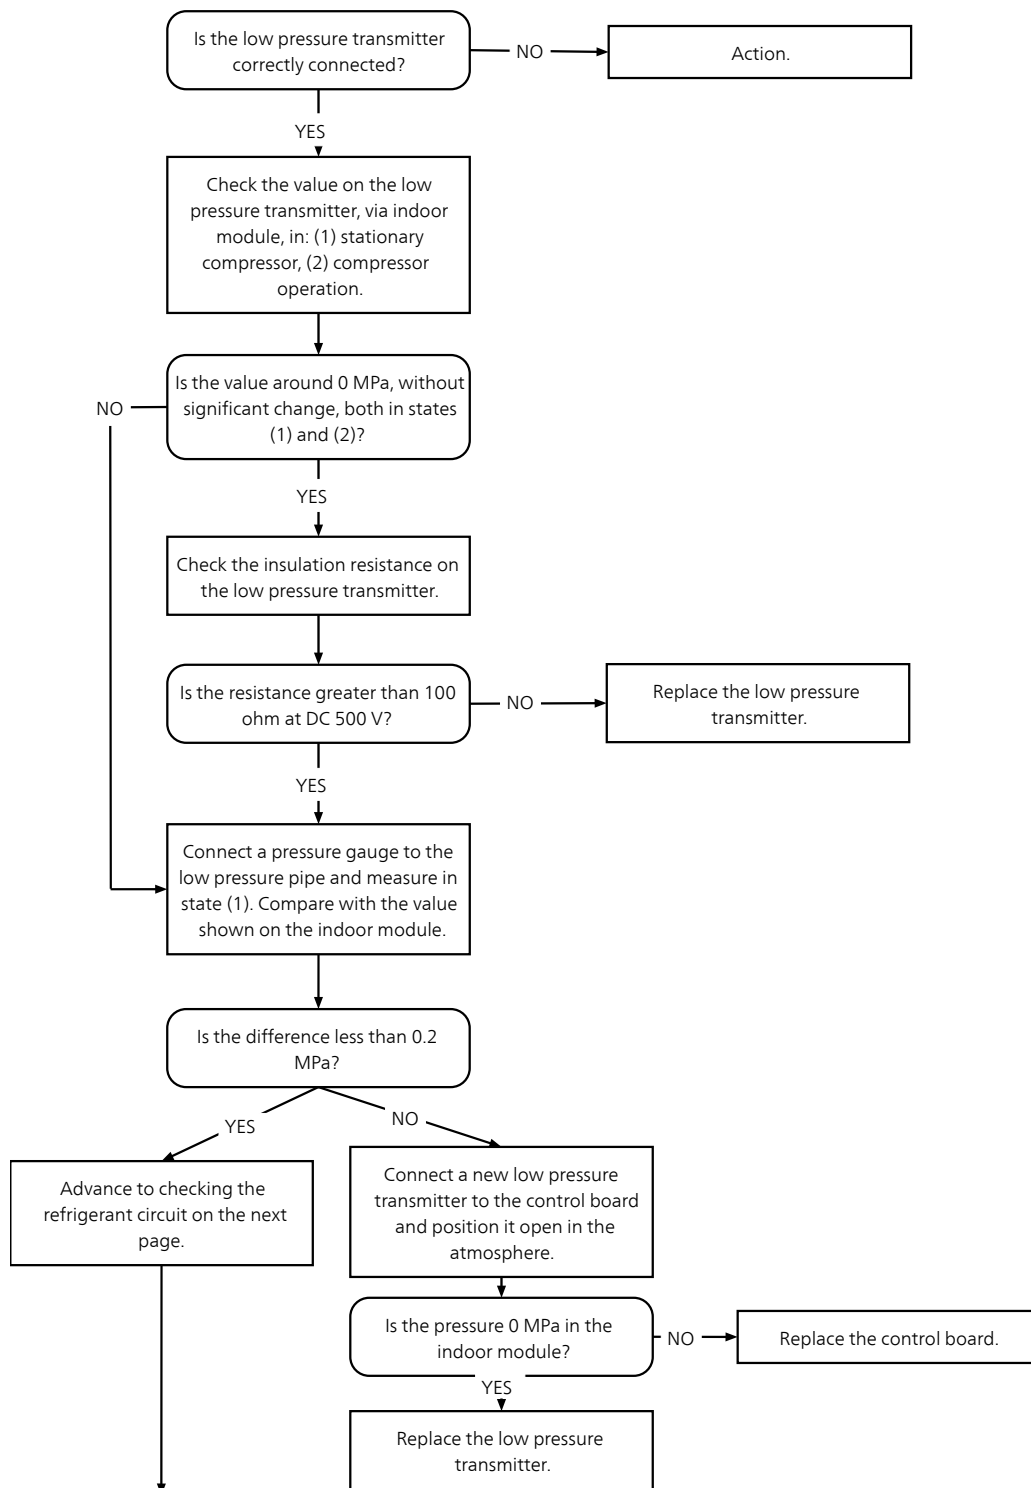 Is the low pressure transmitter
correctly connected?
NO
Action.
YES
Check the value on the low
pressure transmitter, via indoor
module, in: (1) stationary
compressor, (2) compressor
operation.
Is the value around 0 MPa, without
significant change, both in states
(1) and (2)?
NO
YES
Check the insulation resistance on
the low pressure transmitter.
Is the resistance greater than 100
ohm at DC 500 V?
NO
Replace the low pressure
transmitter.
YES
Connect a pressure gauge to the
low pressure pipe and measure in
state (1). Compare with the value
shown on the indoor module.
Is the difference less than 0.2
MPa?
YES
NO
Advance to checking the
refrigerant circuit on the next
page.
Connect a new low pressure
transmitter to the control board
and position it open in the
atmosphere.
Is the pressure 0 MPa in the
indoor module?
NO
Replace the control board.
YES
Replace the low pressure
transmitter.